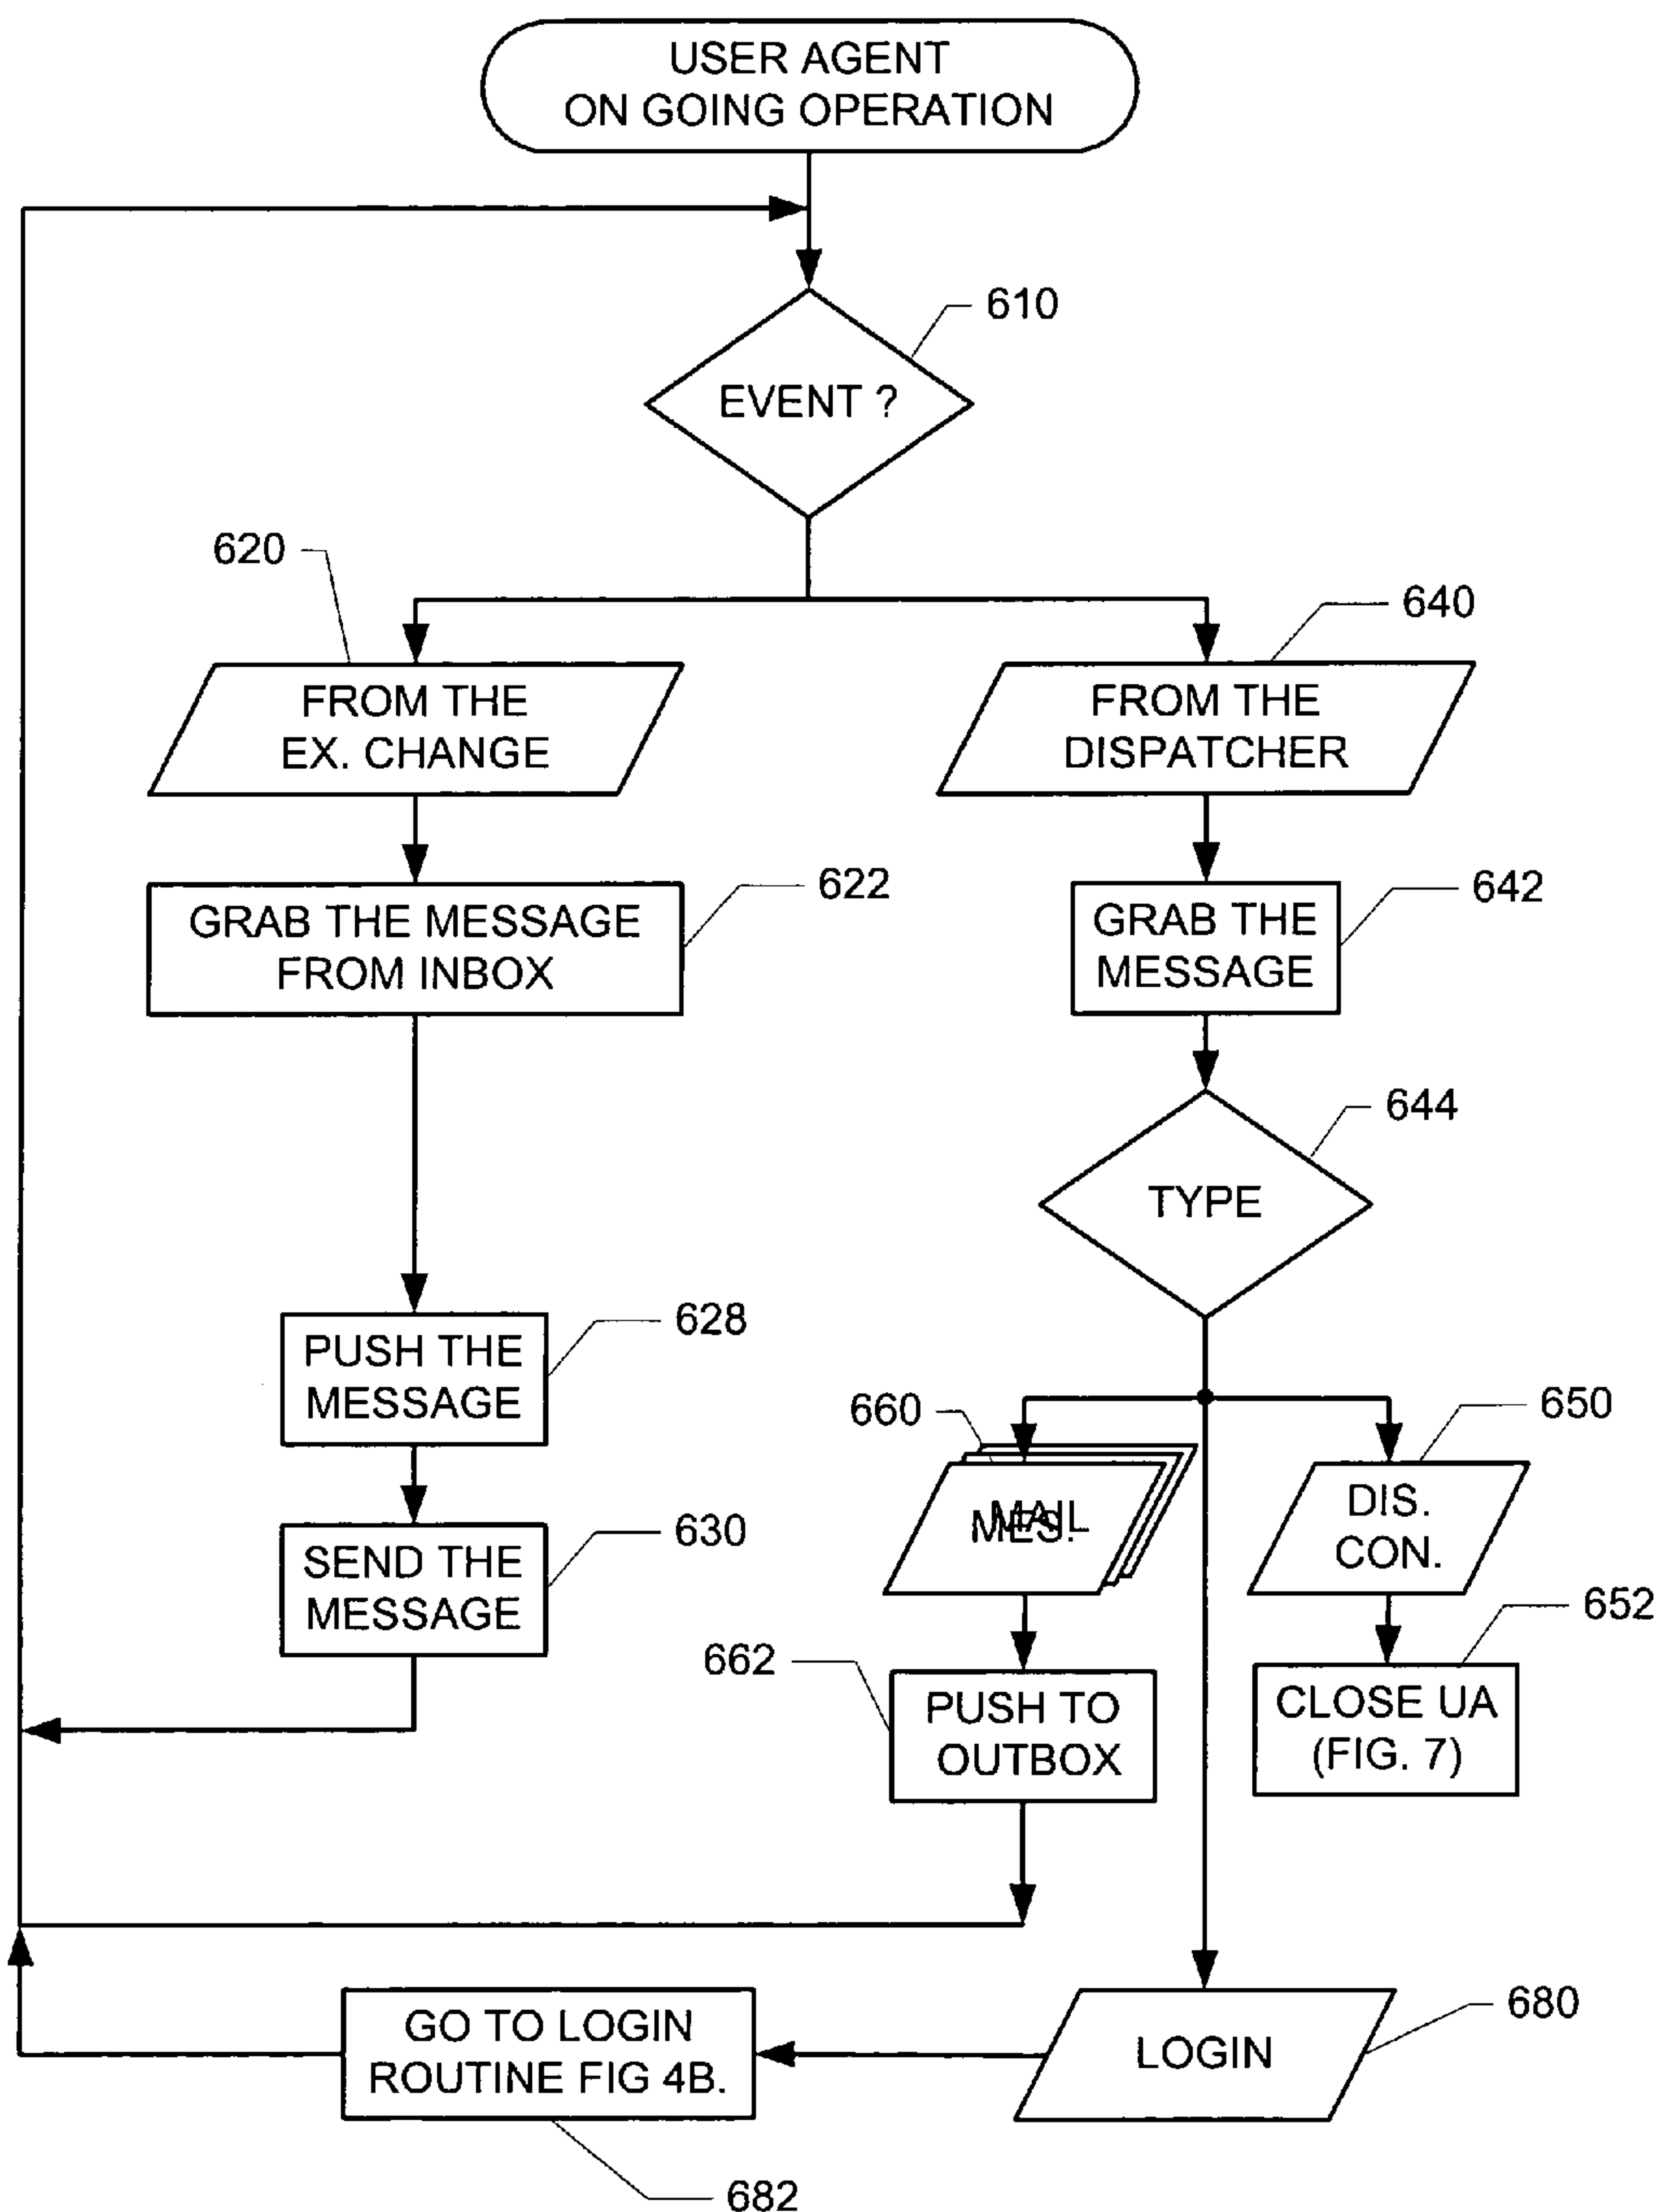 USER AGENT
ON GOING OPERATION
610
EVENT ?
620
640
FROM THE
EX. CHANGE
FROM THE
DISPATCHER
622
GRAB THE MESSAGE
FROM INBOX
642
GRAB THE
MESSAGE
644
TYPE
628
PUSH THE
MESSAGE
660
650
MAIL
MES.
DIS.
CON.
630
SEND THE
MESSAGE
652
662
PUSH TO
OUTBOX
CLOSE UA
(FIG. 7)
GO TO LOGIN
ROUTINE FIG 4B.
LOGIN
680
682